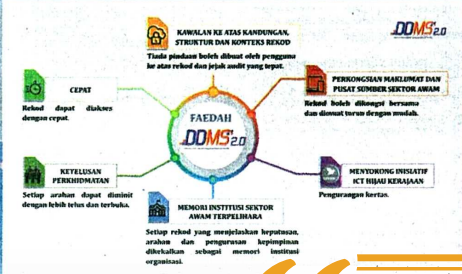 DDMS 2.0
KAWALAN KE ATAS KANDUNGAN,
STRUKTUR DAN KONTEKS REKOD
Tiada pindaan boleh dibuat oleh pengguna
ke atas rekod dan jejak audit yang tepat.
CEPAT
Rekod dapat diakses
dengan cepat.
PERKONGSIAN MAKLUMAT DAN
PUSAT SUMBER SEKTOR AWAM
Rekod boleh dikongsi bersama
dan dimuat turun dengan mudah.
FAEDAH
DDMS 2.0
KETELUSAN
PERKHIDMATAN
Setiap arahan dapat diminit
dengan lebih telus dan terbuka.
MENYOKONG INISIATIF
ICT HIJAU KERAJAAN
Pengurangan kertas.
MEMORI INSTITUSI SEKTOR
AWAM TERPELIHARA
Setiap rekod yang menjelaskan keputusan,
arahan dan pengurusan kepimpinan
dikekalkan sebagai memori institusi
organisasi.